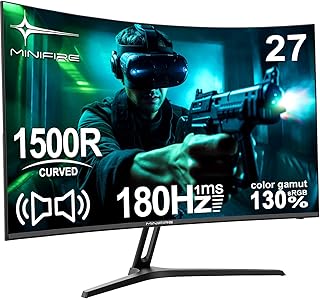 MINIFIRE
27
1500R
CURVED
180Hz 1ms
color gamut
130% sRGB
MINIFIRE